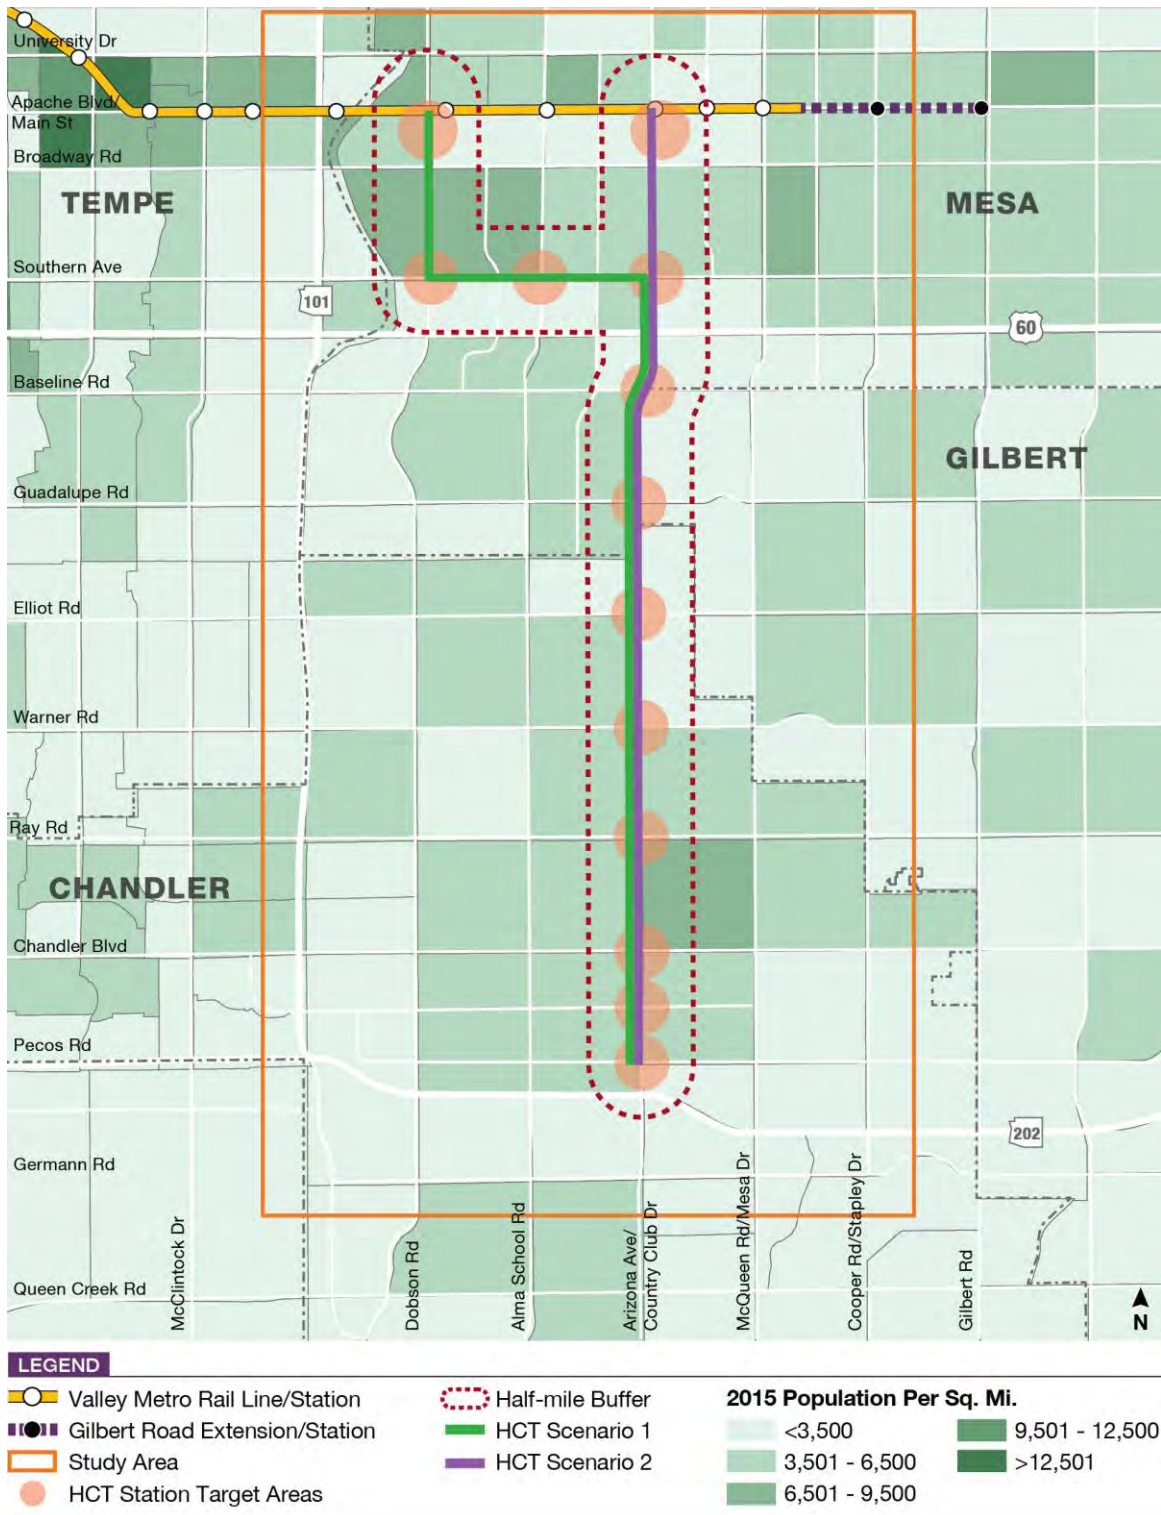 University Dr
Apache Blvd/
Main St
Broadway Rd
TEMPE
MESA
Southern Ave
101
60
Baseline Rd
GILBERT
Guadalupe Rd
Elliot Rd
Warner Rd
Ray Rd
CHANDLER
Chandler Blvd
Pecos Rd
202
Germann Rd
Queen Creek Rd
McClintock Dr
Dobson Rd
Alma School Rd
Arizona Ave/
Country Club Dr
McQueen Rd/Mesa Dr
Cooper Rd/Stapley Dr
Gilbert Rd
N
LEGEND
Valley Metro Rail Line/Station
Gilbert Road Extension/Station
Study Area
HCT Station Target Areas
Half-mile Buffer
HCT Scenario 1
HCT Scenario 2
2015 Population Per Sq. Mi.
<3,500
3,501 - 6,500
6,501 - 9,500
9,501 - 12,500
>12,501